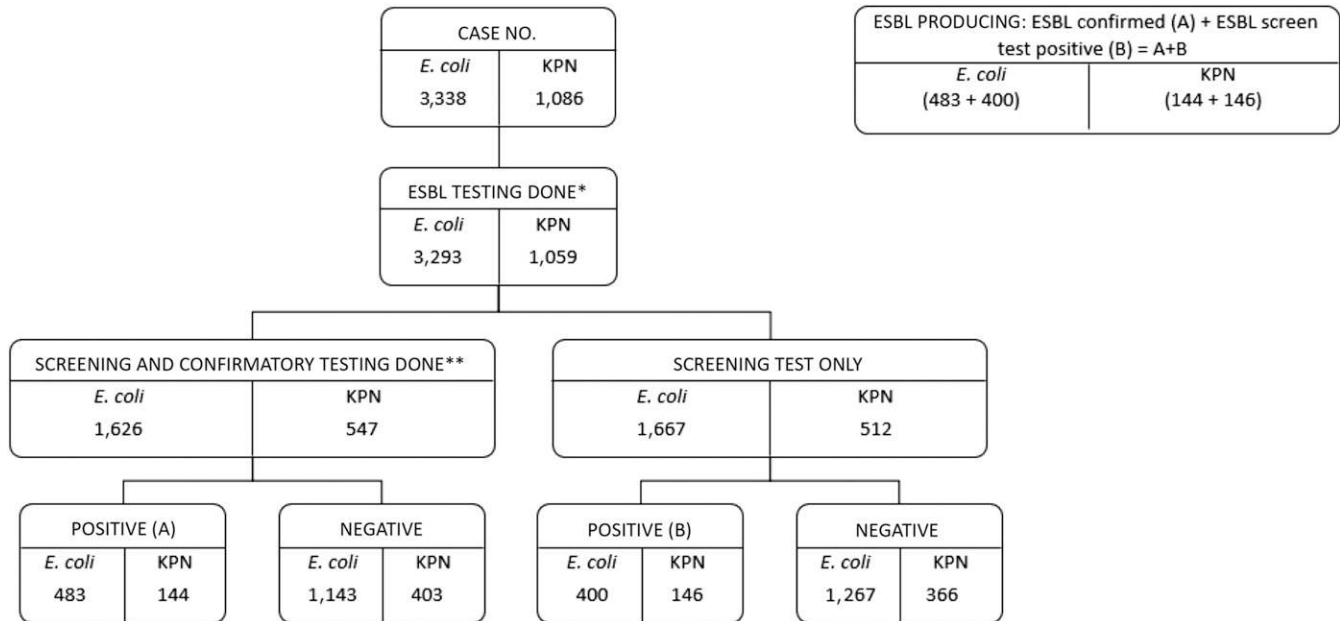 CASE NO.
E. coli KPN
3,338 1,086
ESBL PRODUCING: ESBL confirmed (A) + ESBL screen
test positive (B) = A+B
E. coli KPN
(483 + 400) (144 + 146)
ESBL TESTING DONE*
E. coli KPN
3,293 1,059
SCREENING AND CONFIRMATORY TESTING DONE**
E. coli KPN
1,626 547
SCREENING TEST ONLY
E. coli KPN
1,667 512
POSITIVE (A)
E. coli KPN
483 144
NEGATIVE
E. coli KPN
1,143 403
POSITIVE (B)
E. coli KPN
400 146
NEGATIVE
E. coli KPN
1,267 366